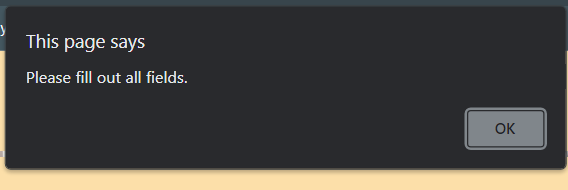 This page says
Please fill out all fields.
OK